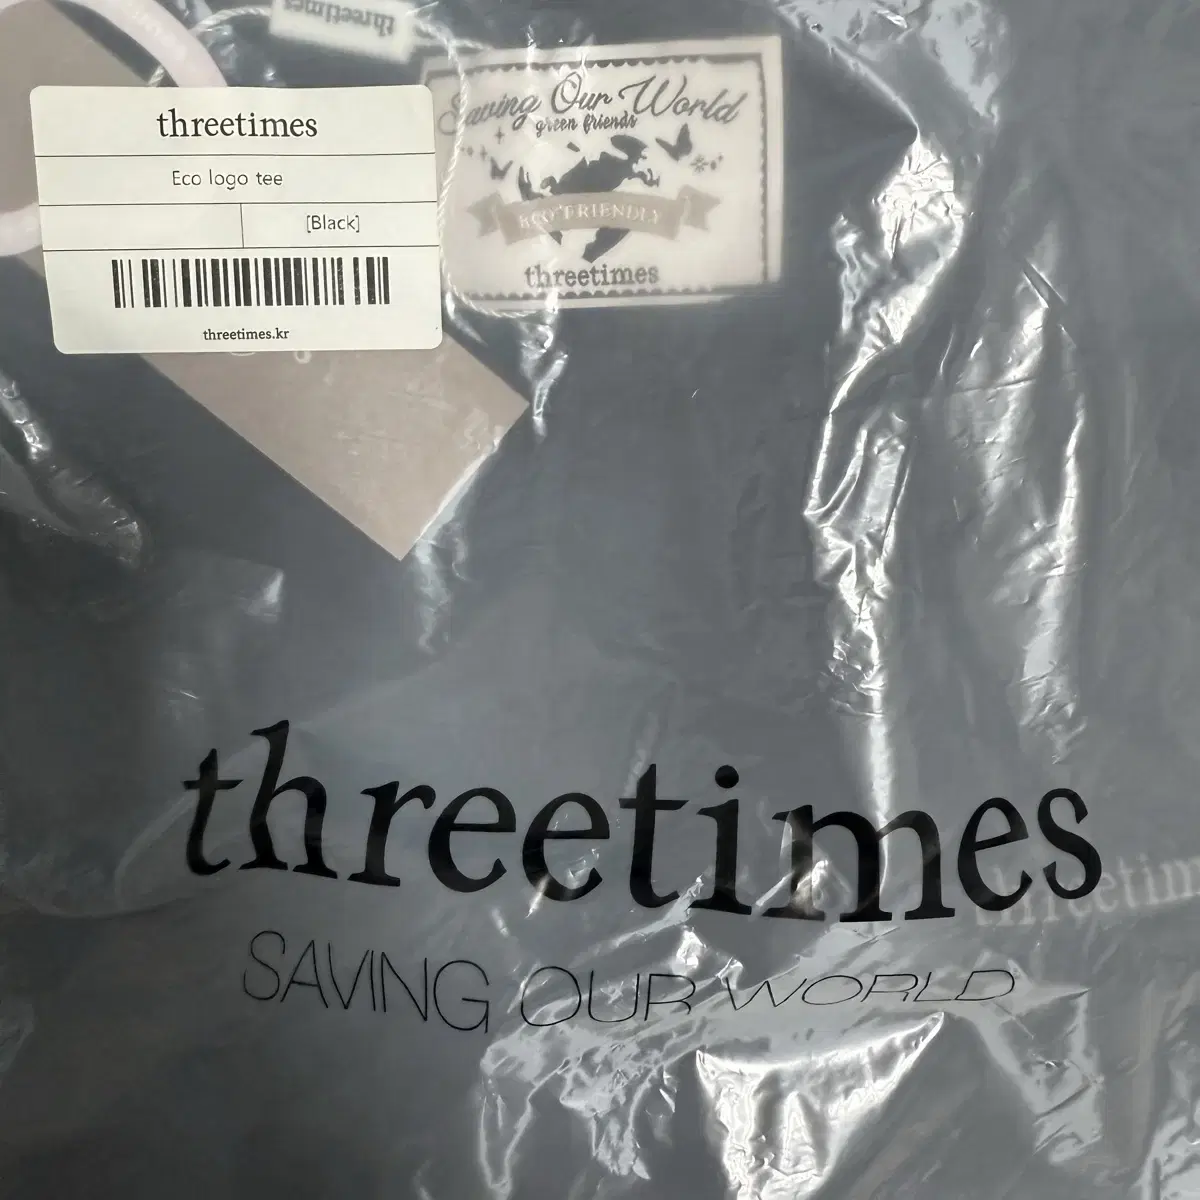 threetimes
threetimes
Eco logo tee
[Black]
threetimes.kr
Saving Our World
green friends
ECO FRIENDLY
threetimes
threetimes
SAVING OUR WORLD